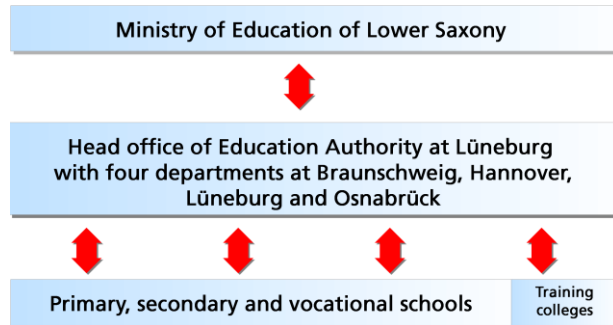 Ministry of Education of Lower Saxony
Head office of Education Authority at Lüneburg
with four departments at Braunschweig, Hannover,
Lüneburg and Osnabrück
Primary, secondary and vocational schools
Training
colleges